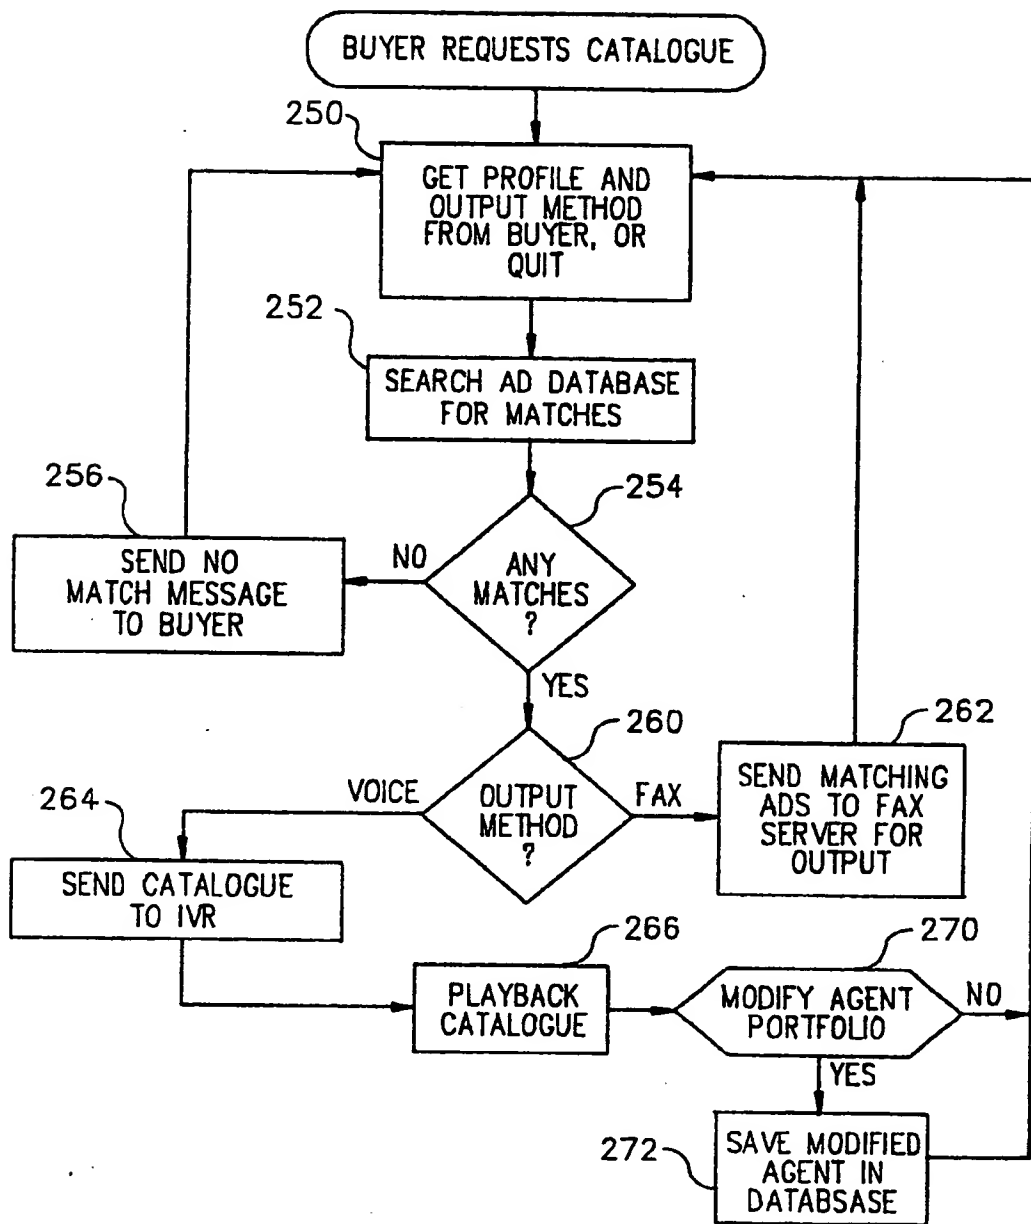 BUYER REQUESTS CATALOGUE
250
GET PROFILE AND
OUTPUT METHOD
FROM BUYER, OR
QUIT
252
SEARCH AD DATABASE
FOR MATCHES
256
254
SEND NO
MATCH MESSAGE
TO BUYER
NO
ANY
MATCHES
?
YES
260
262
264
VOICE
OUTPUT
METHOD
?
FAX
SEND MATCHING
ADS TO FAX
SERVER FOR
OUTPUT
SEND CATALOGUE
TO IVR
266
270
PLAYBACK
CATALOGUE
MODIFY AGENT
PORTFOLIO
NO
YES
272
SAVE MODIFIED
AGENT IN
DATABSASE